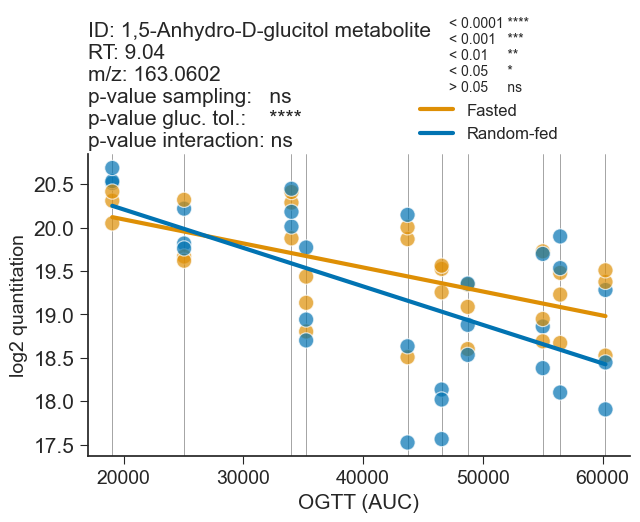 ID: 1,5-Anhydro-D-glucitol metabolite
RT: 9.04
m/z: 163.0602
p-value sampling: ns
p-value gluc. tol.: ****
p-value interaction: ns
< 0.0001 ****
< 0.001 ***
< 0.01 **
< 0.05 *
> 0.05 ns
Fasted
Random-fed
log2 quantitation
20.5
20.0
19.5
19.0
18.5
18.0
17.5
20000 30000 40000 50000 60000
OGTT (AUC)